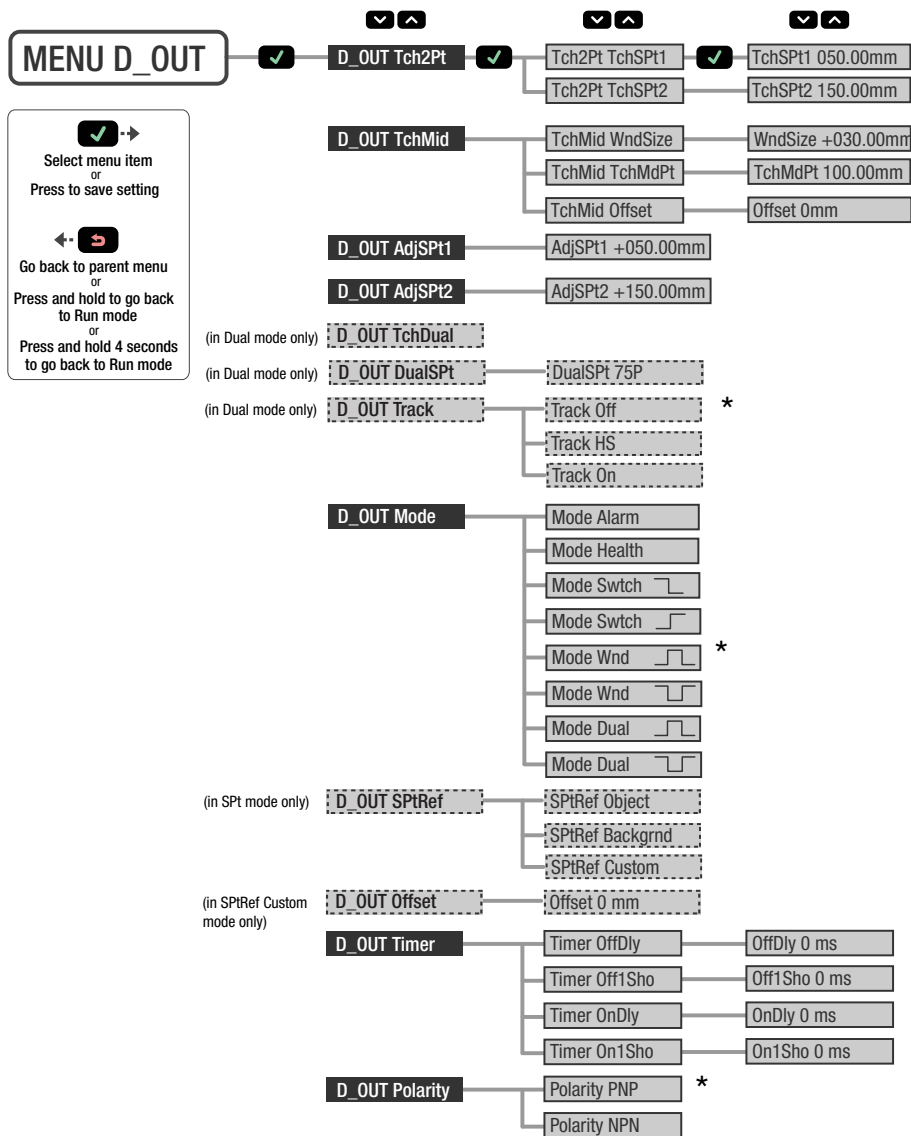 MENU D_OUT
D_OUT Tch2Pt
Tch2Pt TchSPt1
TchSPt1 050.00mm
Tch2Pt TchSPt2
TchSPt2 150.00mm
Select menu item
or
Press to save setting
Go back to parent menu
or
Press and hold to go back
to Run mode
or
Press and hold 4 seconds
to go back to Run mode
D_OUT TchMid
TchMid WndSize
WndSize +030.00mm
TchMid TchMdPt
TchMdPt 100.00mm
TchMid Offset
Offset 0mm
D_OUT AdjSPt1
AdjSPt1 +050.00mm
D_OUT AdjSPt2
AdjSPt2 +150.00mm
(in Dual mode only)
D_OUT TchDual
(in Dual mode only)
D_OUT DualSPt
DualSPt 75P
(in Dual mode only)
D_OUT Track
Track Off
*
Track HS
Track On
D_OUT Mode
Mode Alarm
Mode Health
Mode Swtch
Mode Swtch
Mode Wnd
*
Mode Wnd
Mode Dual
Mode Dual
(in SPt mode only)
D_OUT SPtRef
SPtRef Object
SPtRef Backgrnd
SPtRef Custom
(in SPtRef Custom
mode only)
D_OUT Offset
Offset 0 mm
D_OUT Timer
Timer OffDly
OffDly 0 ms
Timer Off1Sho
Off1Sho 0 ms
Timer OnDly
OnDly 0 ms
Timer On1Sho
On1Sho 0 ms
D_OUT Polarity
Polarity PNP
*
Polarity NPN